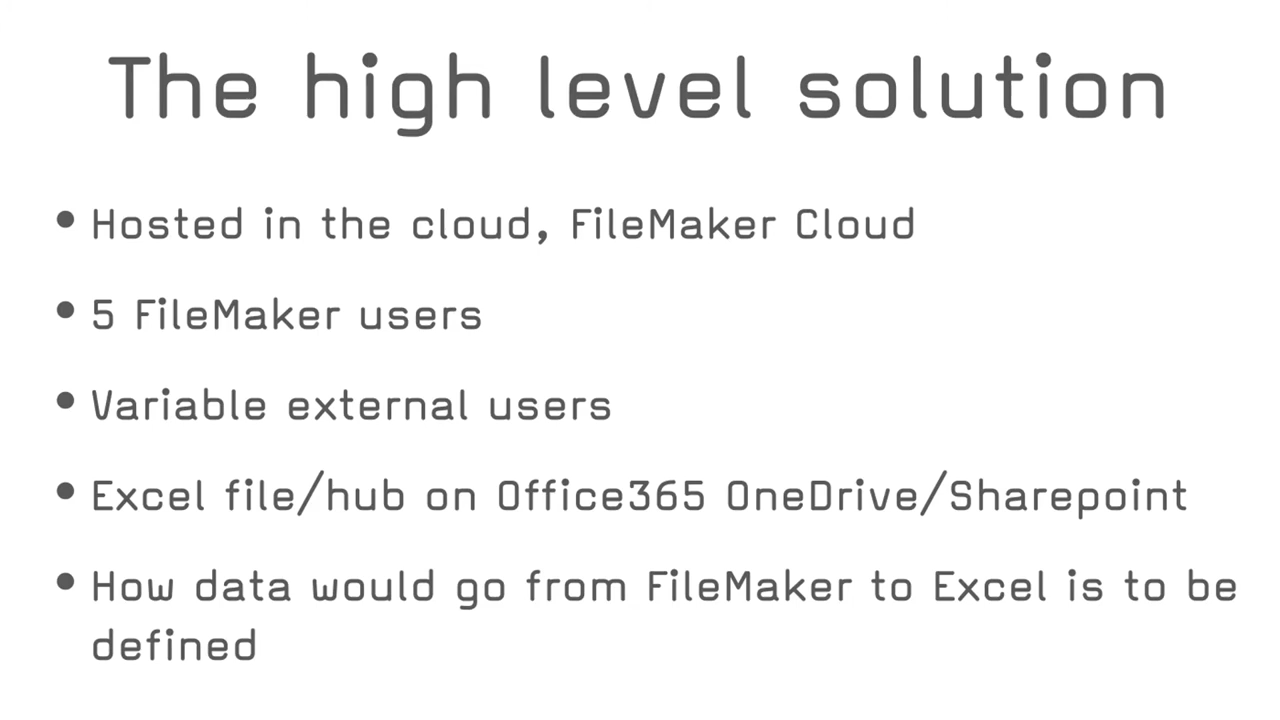 The high level solution
• Hosted in the cloud, FileMaker Cloud
• 5 FileMaker users
• Variable external users
• Excel file/hub on Office365 OneDrive/Sharepoint
• How data would go from FileMaker to Excel is to be
defined